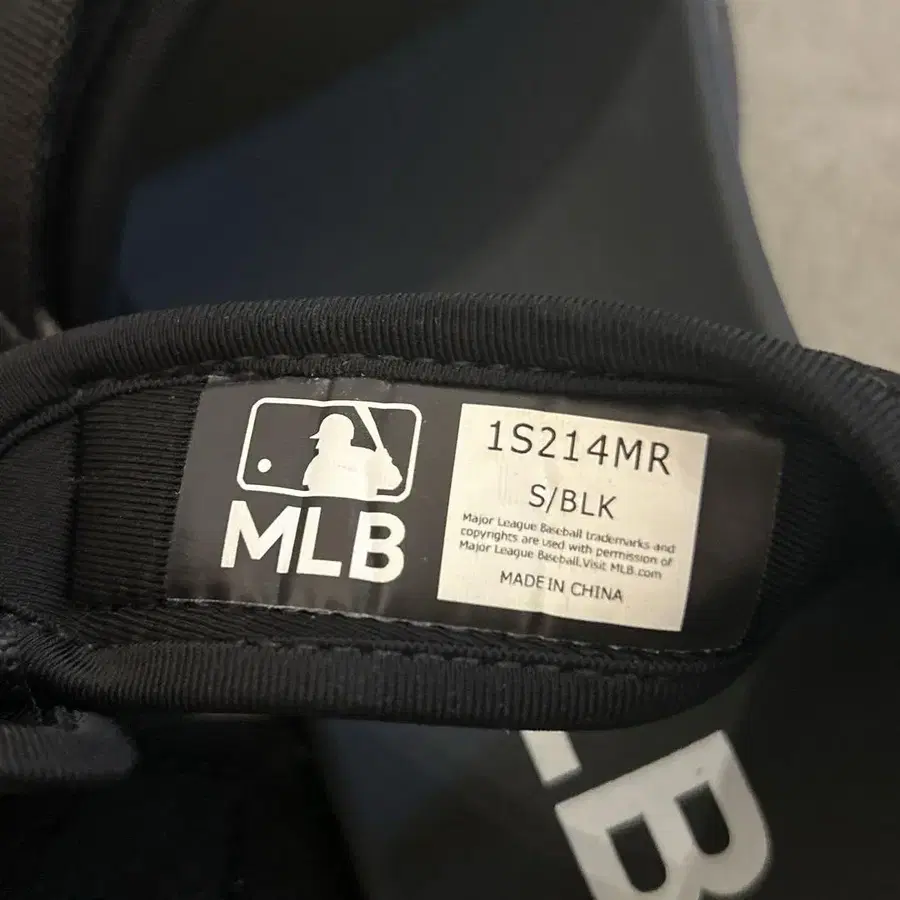 MLB
1S214MR
S/BLK
Major League Baseball trademarks and
copyrights are used with permission of
Major League Baseball.Visit MLB.com
MADE IN CHINA
LB